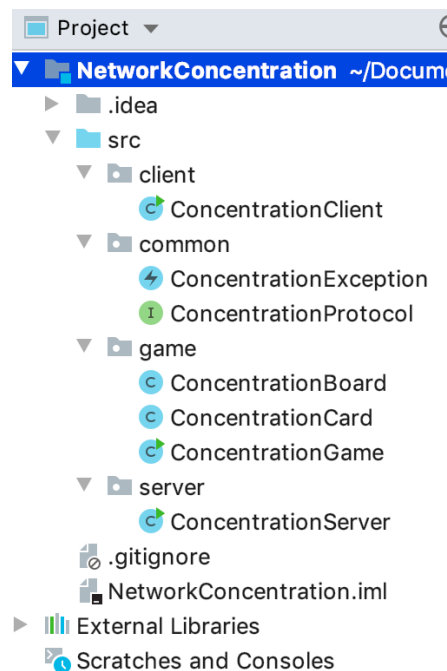 Project
NetworkConcentration ~/Docume
.idea
src
client
C ConcentrationClient
common
ConcentrationException
I ConcentrationProtocol
game
C ConcentrationBoard
C ConcentrationCard
C ConcentrationGame
server
C ConcentrationServer
.gitignore
NetworkConcentration.iml
External Libraries
Scratches and Consoles